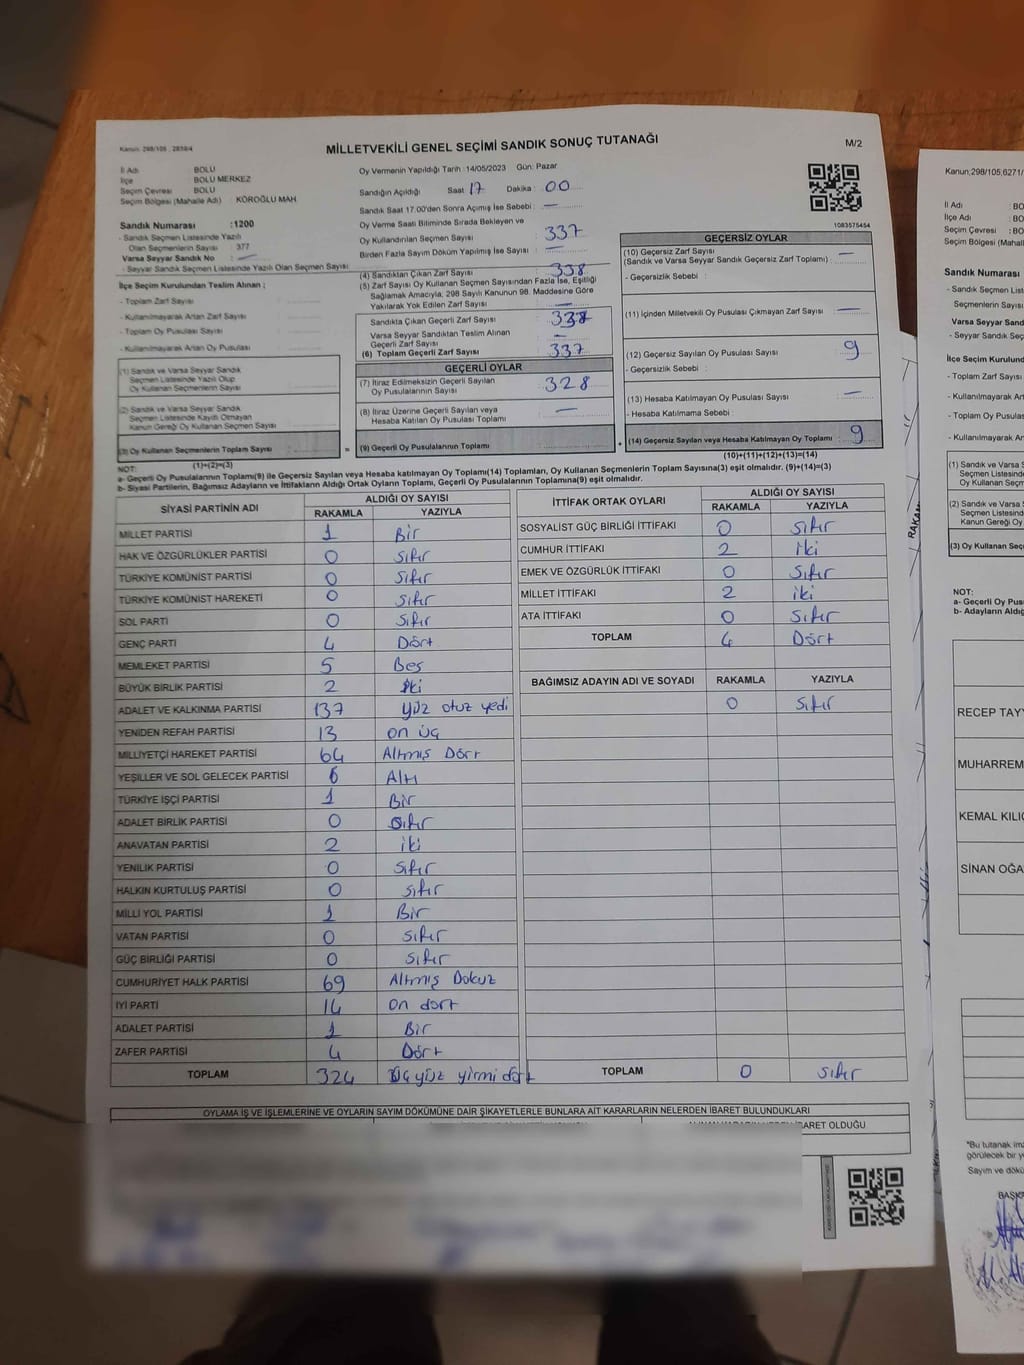 Kanun: 298/105 , 2839/4
MİLLETVEKİLİ GENEL SEÇİMİ SANDIK SONUÇ TUTANAĞI
M/2
İl Adı : BOLU
İlçe : BOLU MERKEZ
Seçim Çevresi : BOLU
Seçim Bölgesi (Mahalle Adı) : KÖROĞLU MAH
Sandık Numarası :1200
- Sandık Seçmen Listesinde Yazılı
Olan Seçmenlerin Sayısı : 377
Varsa Seyyar Sandık No : —
- Seyyar Sandık Seçmen Listesinde Yazılı Olan Seçmen Sayısı :
İlçe Seçim Kurulundan Teslim Alınan ;
- Toplam Zarf Sayısı :
- Kullanılmayarak Artan Zarf Sayısı :
- Toplam Oy Pusulası Sayısı :
- Kullanılmayarak Artan Oy Pusulası :
(1) Sandık ve Varsa Seyyar Sandık
Seçmen Listesinde Yazılı Olup
Oy Kullanan Seçmenlerin Sayısı :
(2) Sandık ve Varsa Seyyar Sandık
Seçmen Listesinde Kayıtlı Olmayan
Kanun Gereği Oy Kullanan Seçmen Sayısı :
(3) Oy Kullanan Seçmenlerin Toplam Sayısı :
(1)+(2)=(3)
Oy Vermenin Yapıldığı Tarih :14/05/2023 Gün: Pazar
Sandığın Açıldığı Saat 17 Dakika : 00
Sandık Saat 17.00'den Sonra Açılmış İse Sebebi : —
Oy Verme Saati Bitiminde Sırada Bekleyen ve
Oy Kullandırılan Seçmen Sayısı : 337
Birden Fazla Sayım Döküm Yapılmış İse Sayısı : —
(4) Sandıktan Çıkan Zarf Sayısı : 338
(5) Zarf Sayısı Oy Kullanan Seçmen Sayısından Fazla İse, Eşitliği
Sağlamak Amacıyla, 298 Sayılı Kanunun 98. Maddesine Göre
Yakılarak Yok Edilen Zarf Sayısı : —
Sandıkta Çıkan Geçerli Zarf Sayısı :
Varsa Seyyar Sandıktan Teslim Alınan
Geçerli Zarf Sayısı : —
(6) Toplam Geçerli Zarf Sayısı : 337
GEÇERLİ OYLAR
(7) İtiraz Edilmeksizin Geçerli Sayılan
Oy Pusulalarının Sayısı : 328
(8) İtiraz Üzerine Geçerli Sayılan veya
Hesaba Katılan Oy Pusulası Toplamı : —
= (9) Geçerli Oy Pusulalarının Toplamı :
1083575454
GEÇERSİZ OYLAR
(10) Geçersiz Zarf Sayısı
(Sandık ve Varsa Seyyar Sandık Geçersiz Zarf Toplamı) : —
- Geçersizlik Sebebi :
(11) İçinden Milletvekili Oy Pusulası Çıkmayan Zarf Sayısı : —
(12) Geçersiz Sayılan Oy Pusulası Sayısı : 9
- Geçersizlik Sebebi :
(13) Hesaba Katılmayan Oy Pusulası Sayısı : —
- Hesaba Katılmama Sebebi :
+ (14) Geçersiz Sayılan veya Hesaba Katılmayan Oy Toplamı : 9
(10)+(11)+(12)+(13)=(14)
NOT:
a- Geçerli Oy Pusulalarının Toplamı(9) ile Geçersiz Sayılan veya Hesaba katılmayan Oy Toplamı(14) Toplamları, Oy Kullanan Seçmenlerin Toplam Sayısına(3) eşit olmalıdır. (9)+(14)=(3)
b- Siyasi Partilerin, Bağımsız Adayların ve İttifakların Aldığı Ortak Oyların Toplamı, Geçerli Oy Pusulalarının Toplamına(9) eşit olmalıdır.
SİYASİ PARTİNİN ADI ALDIĞI OY SAYISI
RAKAMLA YAZIYLA
MİLLET PARTİSİ 1 Bir
HAK VE ÖZGÜRLÜKLER PARTİSİ 0 Sıfır
TÜRKİYE KOMÜNİST PARTİSİ 0 Sıfır
TÜRKİYE KOMÜNİST HAREKETİ 0 Sıfır
SOL PARTİ 0 Sıfır
GENÇ PARTİ 4 Dört
MEMLEKET PARTİSİ 5 Beş
BÜYÜK BİRLİK PARTİSİ 2 iki
ADALET VE KALKINMA PARTİSİ 137 yüz otuz yedi
YENİDEN REFAH PARTİSİ 13 on üç
MİLLİYETÇİ HAREKET PARTİSİ 64 Altmış Dört
YEŞİLLER VE SOL GELECEK PARTİSİ 6 Altı
TÜRKİYE İŞÇİ PARTİSİ 1 Bir
ADALET BİRLİK PARTİSİ 0 Sıfır
ANAVATAN PARTİSİ 2 iki
YENİLİK PARTİSİ 0 Sıfır
HALKIN KURTULUŞ PARTİSİ 0 Sıfır
MİLLİ YOL PARTİSİ 1 Bir
VATAN PARTİSİ 0 Sıfır
GÜÇ BİRLİĞİ PARTİSİ 0 Sıfır
CUMHURİYET HALK PARTİSİ 69 Altmış Dokuz
İYİ PARTİ 14 on dört
ADALET PARTİSİ 1 Bir
ZAFER PARTİSİ 4 Dört
TOPLAM 324 Üç yüz yirmi dört
İTTİFAK ORTAK OYLARI ALDIĞI OY SAYISI
RAKAMLA YAZIYLA
SOSYALİST GÜÇ BİRLİĞİ İTTİFAKI 0 Sıfır
CUMHUR İTTİFAKI 2 iki
EMEK VE ÖZGÜRLÜK İTTİFAKI 0 Sıfır
MİLLET İTTİFAKI 2 iki
ATA İTTİFAKI 0 Sıfır
TOPLAM 4 Dört
BAĞIMSIZ ADAYIN ADI VE SOYADI RAKAMLA YAZIYLA
0 Sıfır
TOPLAM 0 Sıfır
OYLAMA İŞ VE İŞLEMLERİNE VE OYLARIN SAYIM DÖKÜMÜNE DAİR ŞİKAYETLERLE BUNLARA AİT KARARLARIN NELERDEN İBARET BULUNDUKLARI
İBARET OLDUĞU
RAKAM
Kanun;298/105,6271/
İl Adı : BO
İlçe Adı : BO
Seçim Çevresi : BO
Seçim Bölgesi (Mahal
Sandık Numarası
- Sandık Seçmen List
Seçmenlerin Sayısı
Varsa Seyyar Sandık
- Seyyar Sandık Seçm
İlçe Seçim Kurulundan
- Toplam Zarf Sayısı
- Kullanılmayarak Artan
- Toplam Oy Pusulası
- Kullanılmayarak Artan
(1) Sandık ve Varsa S
Seçmen Listesinde
Oy Kullanan Seçm
(2) Sandık ve Varsa S
Seçmen Listesinde
Kanun Gereği Oy K
(3) Oy Kullanan Seçmen
NOT:
a- Geçerli Oy Pus
b- Adayların Aldığ
RECEP TAYY
MUHARREM
KEMAL KILIÇ
SİNAN OĞA
"Bu tutanak imz
görülecek bir y
Sayım ve dökü
BAŞK